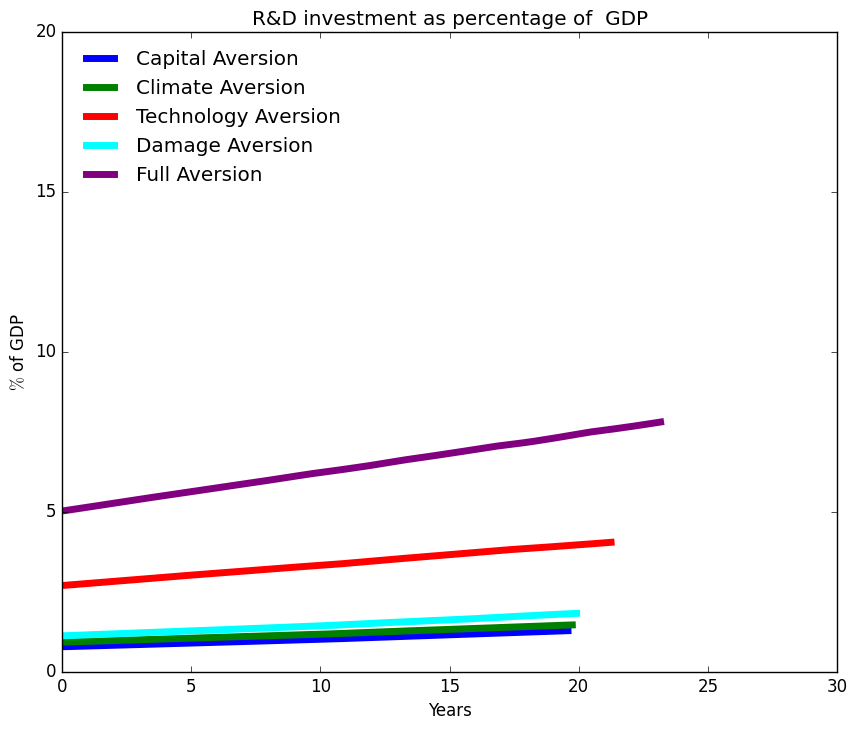 R&D investment as percentage of  GDP
20
Capital Aversion
Climate Aversion
Technology Aversion
Damage Aversion
Full Aversion
15
10
% of GDP
5
0
0 5 10 15 20 25 30
Years